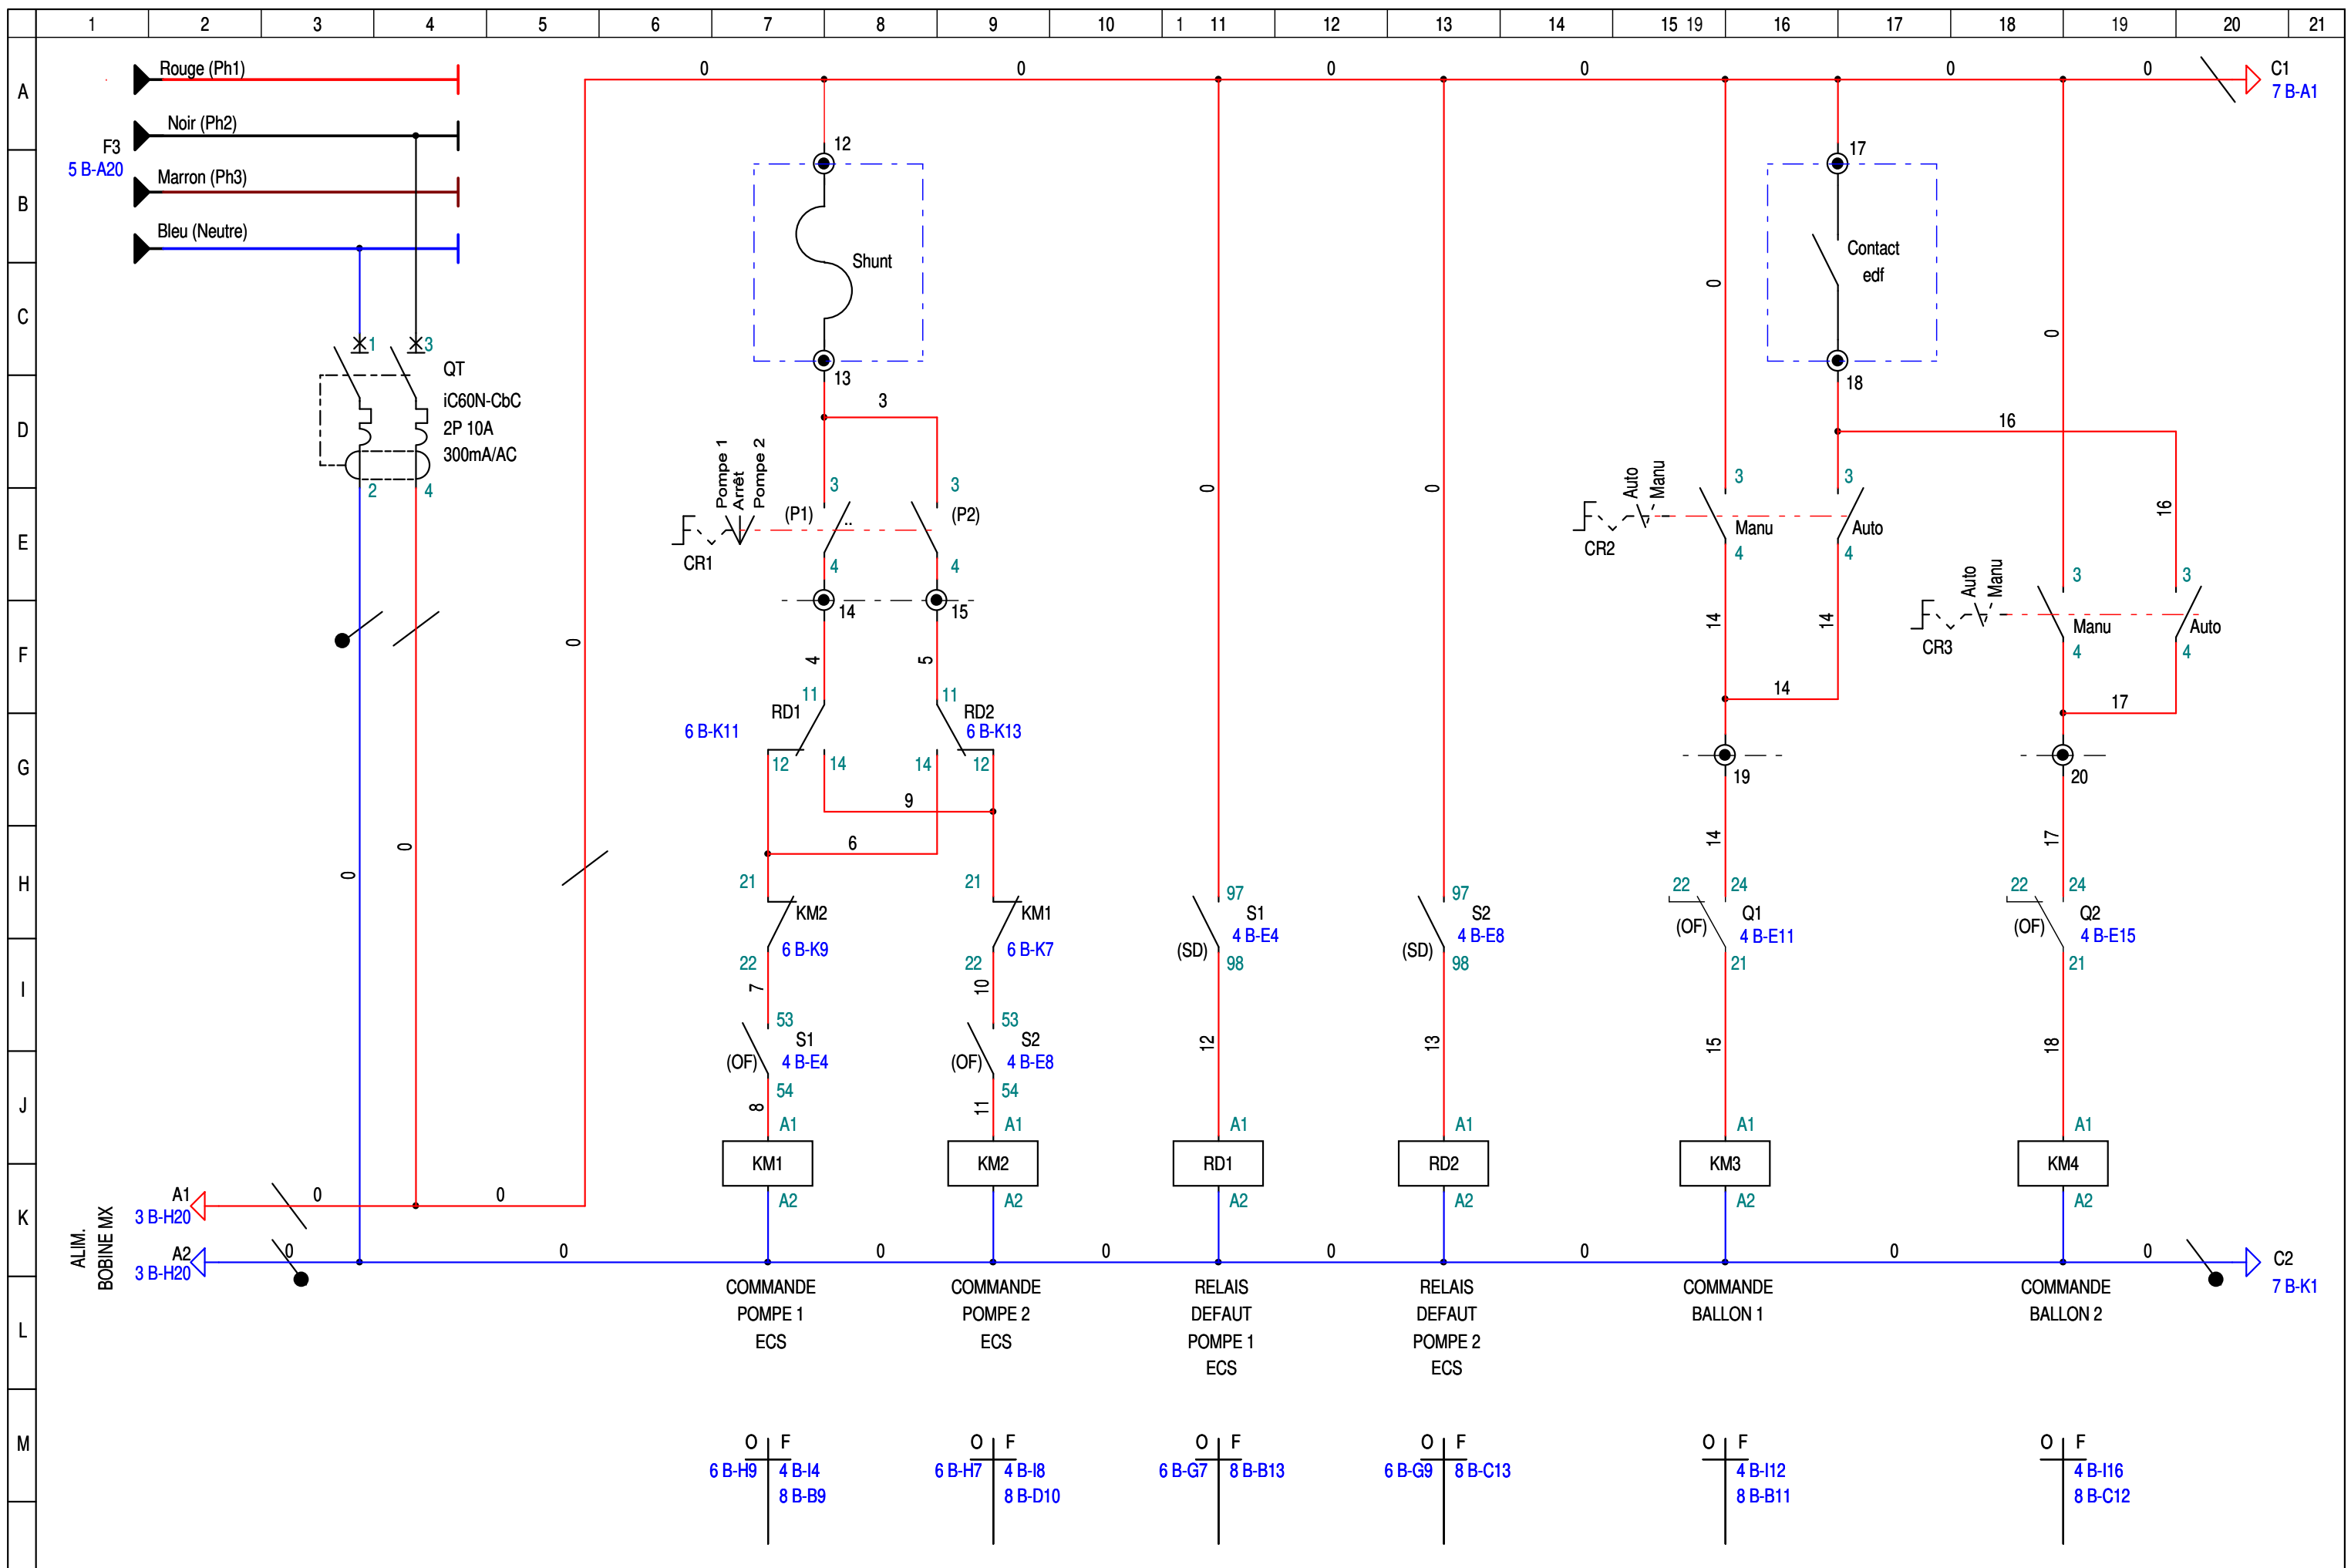 1 2 3 4 5 6 7 8 9 10 1 11 12 13 14 15 19 16 17 18 19 20 21
A
B
C
D
E
F
G
H
I
J
K
L
M
Rouge (Ph1)
Noir (Ph2)
F3
5 B-A20
Marron (Ph3)
Bleu (Neutre)
0 0 0 0 0 0
C1
7 B-A1
1 3
QT
iC60N-CbC
2P 10A
300mA/AC
2 4
0
0
0
A1
3 B-H20
0 0
A2
3 B-H20
ALIM.
BOBINE MX
0 0 0 0 0 0 0 0
C2
7 B-K1
12
Shunt
13
3
Pompe 1
Arrêt
Pompe 2
CR1
3 3
(P1) (P2)
4 4
14 15
4 5
11 11
RD1
6 B-K11
RD2
6 B-K13
12 14 14 12
9
6
21
KM2
6 B-K9
22
7
53
S1
(OF) 4 B-E4
54
8
A1
KM1
A2
COMMANDE
POMPE 1
ECS
O F
6 B-H9 4 B-I4
8 B-B9
21
KM1
6 B-K7
22
10
53
S2
(OF) 4 B-E8
54
11
A1
KM2
A2
COMMANDE
POMPE 2
ECS
O F
6 B-H7 4 B-I8
8 B-D10
0
97
S1
4 B-E4
(SD)
98
12
A1
RD1
A2
RELAIS
DEFAUT
POMPE 1
ECS
O F
6 B-G7 8 B-B13
0
97
S2
4 B-E8
(SD)
98
13
A1
RD2
A2
RELAIS
DEFAUT
POMPE 2
ECS
O F
6 B-G9 8 B-C13
0
17
Contact
edf
18
16
Auto
Manu
CR2
3 3
Manu Auto
4 4
14 14
14
19
14
22 24
Q1
(OF) 4 B-E11
21
15
A1
KM3
A2
COMMANDE
BALLON 1
O F
4 B-I12
8 B-B11
0
16
Auto
Manu
CR3
3 3
Manu Auto
4 4
17
20
17
22 24
Q2
(OF) 4 B-E15
21
18
A1
KM4
A2
COMMANDE
BALLON 2
O F
4 B-I16
8 B-C12